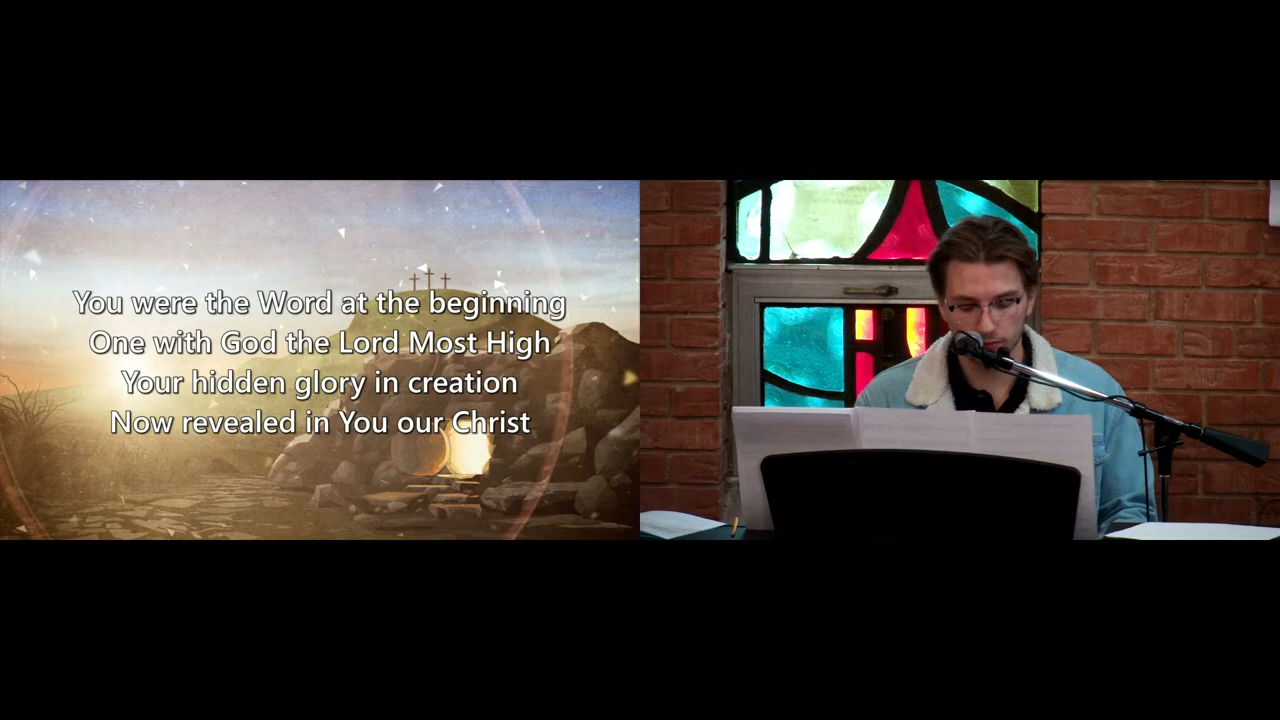 You were the Word at the beginning
One with God the Lord Most High
Your hidden glory in creation
Now revealed in You our Christ